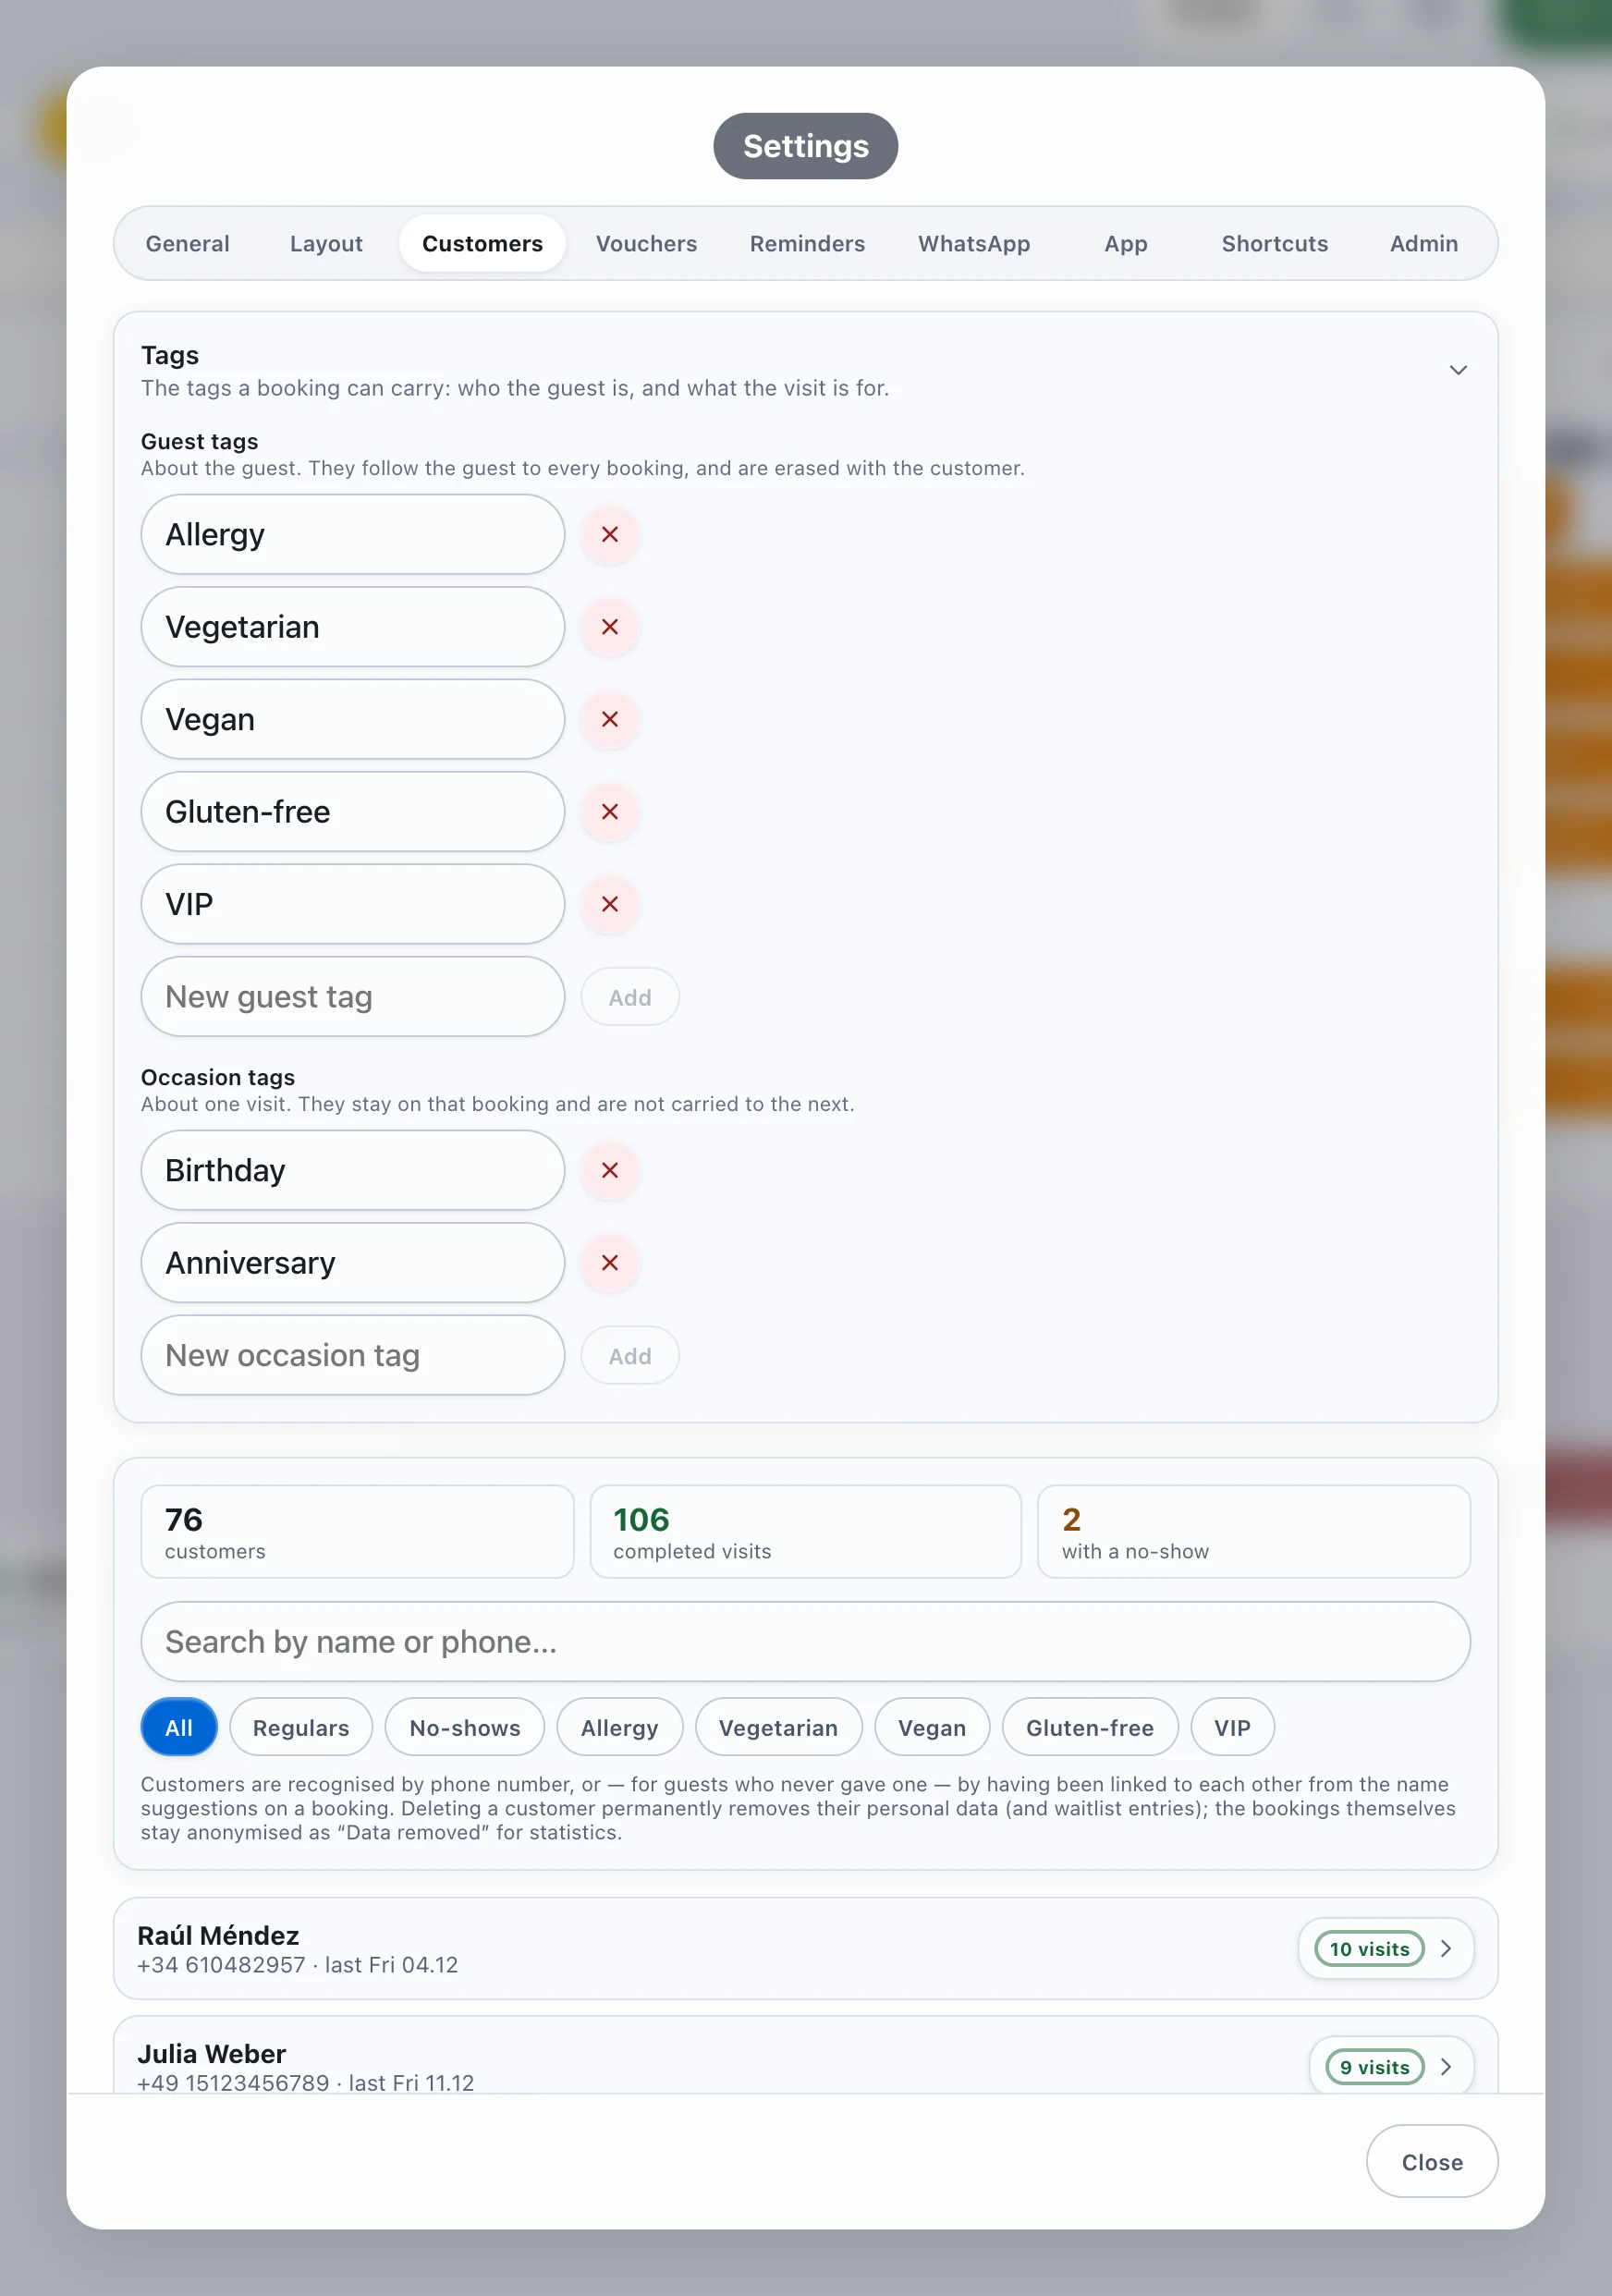 Settings
General Layout Customers Vouchers Reminders WhatsApp App Shortcuts Admin
Tags
The tags a booking can carry: who the guest is, and what the visit is for.
Guest tags
About the guest. They follow the guest to every booking, and are erased with the customer.
Allergy
Vegetarian
Vegan
Gluten-free
VIP
New guest tag Add
Occasion tags
About one visit. They stay on that booking and are not carried to the next.
Birthday
Anniversary
New occasion tag Add
76 106 2
customers completed visits with a no-show
Search by name or phone...
All Regulars No-shows Allergy Vegetarian Vegan Gluten-free VIP
Customers are recognised by phone number, or — for guests who never gave one — by having been linked to each other from the name
suggestions on a booking. Deleting a customer permanently removes their personal data (and waitlist entries); the bookings themselves
stay anonymised as “Data removed” for statistics.
Raúl Méndez
+34 610482957 · last Fri 04.12
10 visits
Julia Weber
+49 15123456789 · last Fri 11.12
9 visits
Close